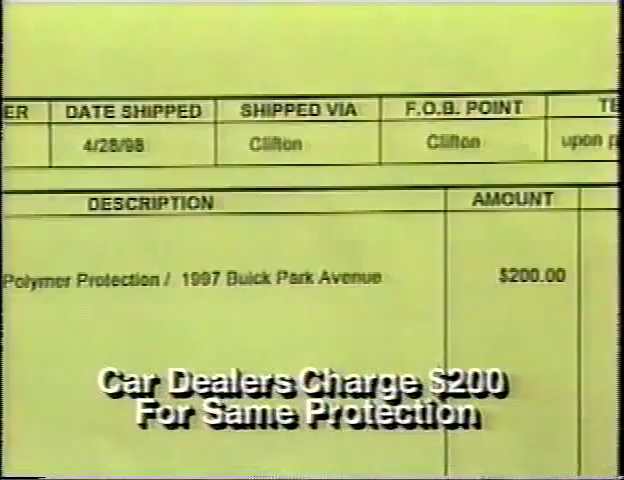 ER DATE SHIPPED SHIPPED VIA F.O.B. POINT TE
4/28/98 Clifton Clifton upon p
DESCRIPTION AMOUNT
Polymer Protection / 1997 Buick Park Avenue $200.00
Car Dealers Charge $200
For Same Protection